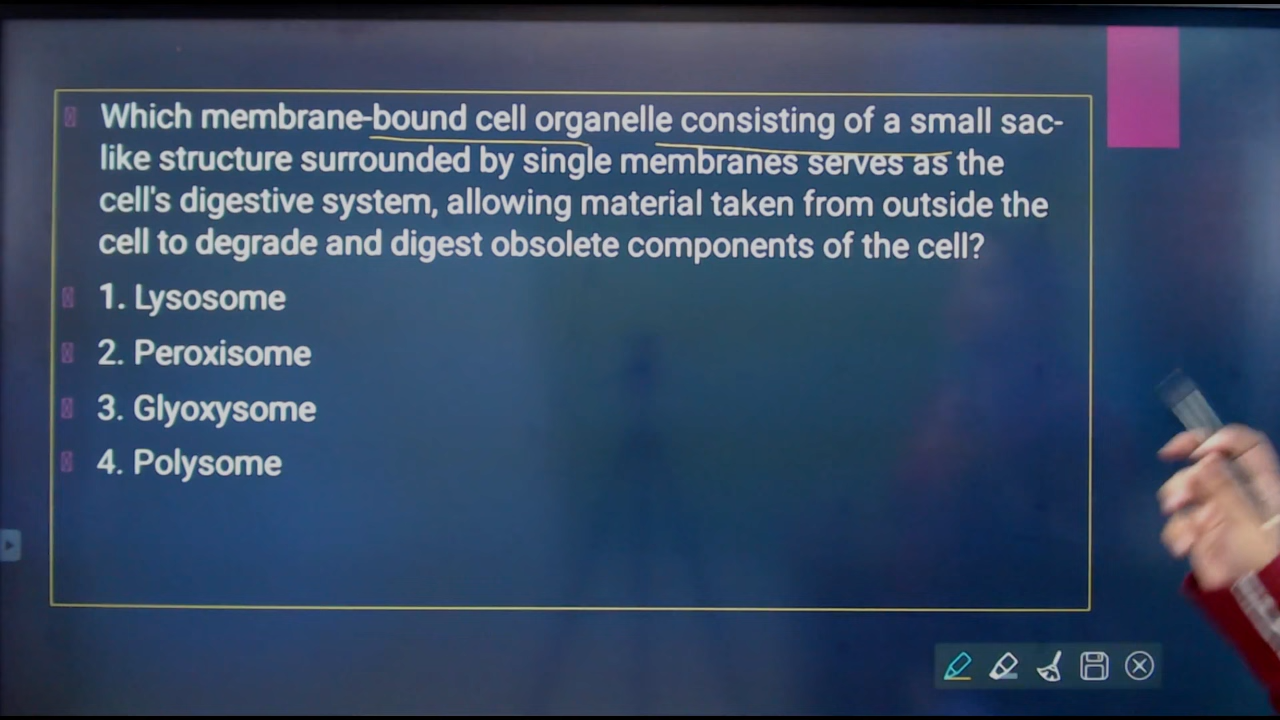 Which membrane-bound cell organelle consisting of a small sac-
like structure surrounded by single membranes serves as the
cell's digestive system, allowing material taken from outside the
cell to degrade and digest obsolete components of the cell?
1. Lysosome
2. Peroxisome
3. Glyoxysome
4. Polysome